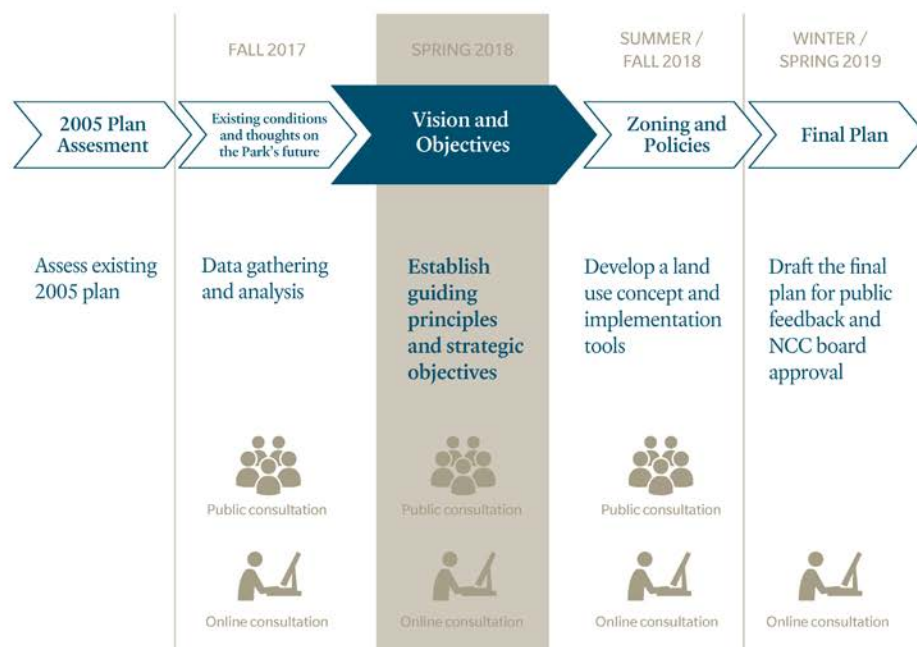 FALL 2017
SPRING 2018
SUMMER /
FALL 2018
WINTER /
SPRING 2019
2005 Plan
Assesment
Existing conditions
and thoughts on
the Park's future
Vision and
Objectives
Zoning and
Policies
Final Plan
Assess existing
2005 plan
Data gathering
and analysis
Establish
guiding
principles
and strategic
objectives
Develop a land
use concept and
implementation
tools
Draft the final
plan for public
feedback and
NCC board
approval
Public consultation
Public consultation
Public consultation
Online consultation
Online consultation
Online consultation
Online consultation